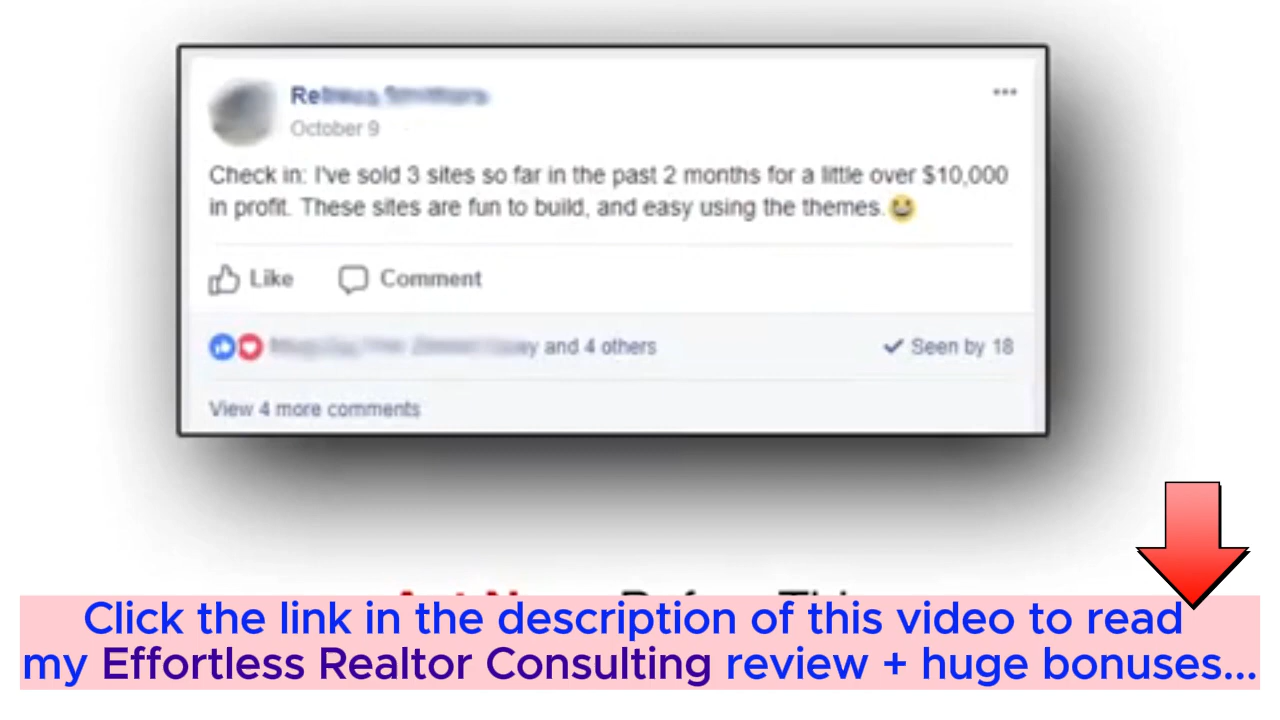 October 9
Check in: I've sold 3 sites so far in the past 2 months for a little over $10,000
in profit. These sites are fun to build, and easy using the themes.
Like Comment
and 4 others Seen by 18
View 4 more comments
Click the link in the description of this video to read
my Effortless Realtor Consulting review + huge bonuses...